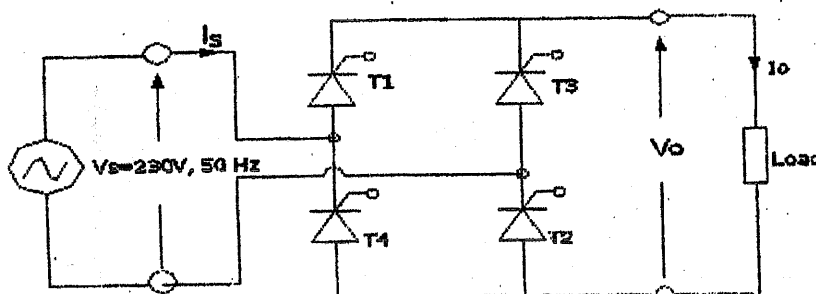 Is
T1
T3
Io
Vs=230V, 50 Hz
Vo
Load
T4
T2